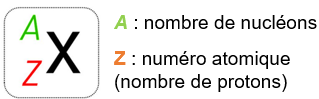 A
Z X
A : nombre de nucléons
Z : numéro atomique
(nombre de protons)